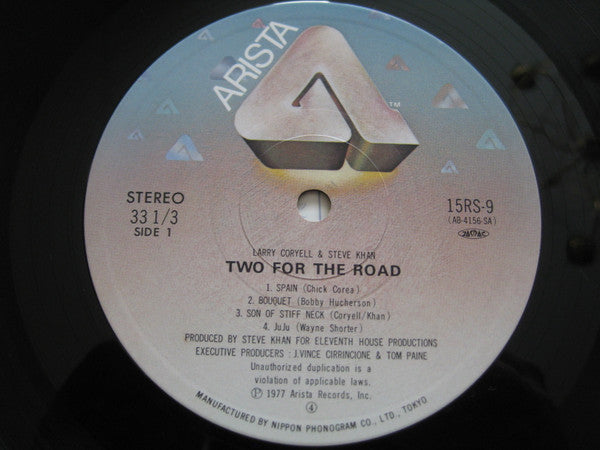 ARISTA
TM
STEREO
33 1/3
SIDE 1
15RS-9
(AB-4156-SA)
LARRY CORYELL & STEVE KHAN
TWO FOR THE ROAD
1. SPAIN (Chick Corea)
2. BOUQUET (Bobby Hucherson)
3. SON OF STIFF NECK (Coryell/Khan)
4. JuJu (Wayne Shorter)
PRODUCED BY STEVE KHAN FOR ELEVENTH HOUSE PRODUCTIONS
EXECUTIVE PRODUCERS : J.VINCE CIRRINCIONE & TOM PAINE
Unauthorized duplication is a
violation of applicable laws.
Ⓟ 1977 Arista Records, Inc.
④
MANUFACTURED BY NIPPON PHONOGRAM CO., LTD., TOKYO